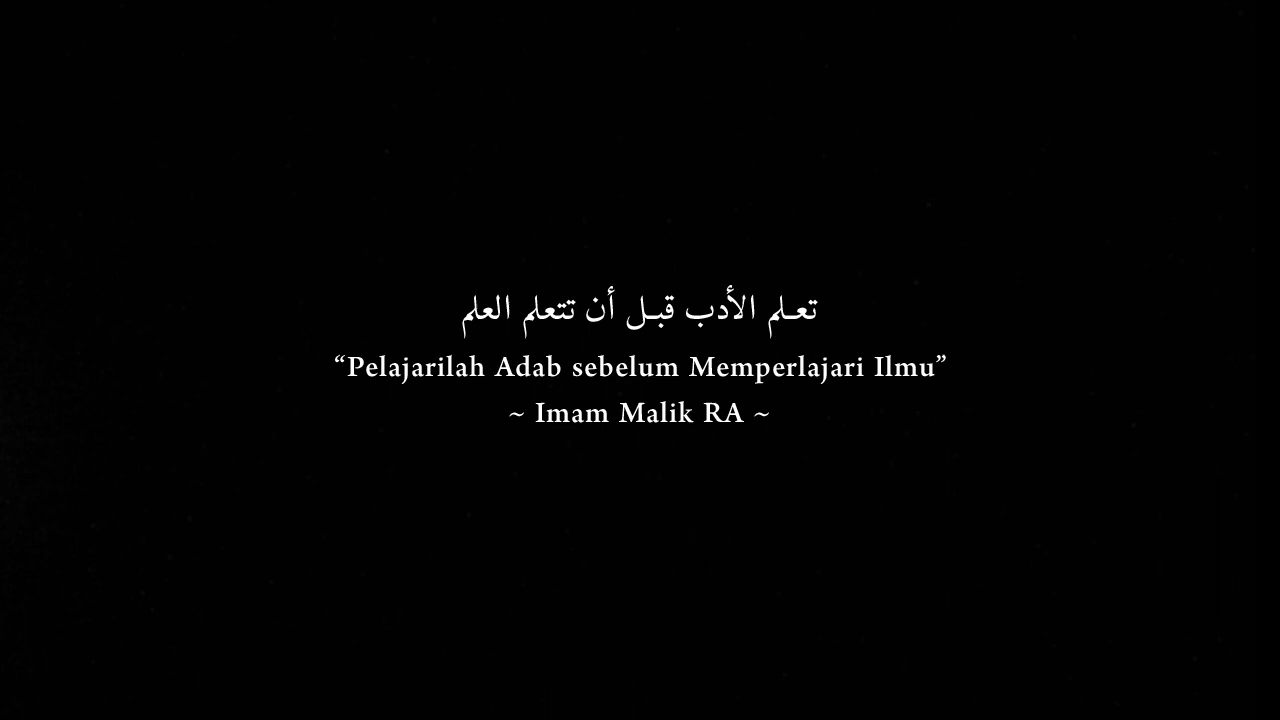 تعلم الأدب قبل أن تتعلم العلم
“Pelajarilah Adab sebelum Memperlajari Ilmu”
~ Imam Malik RA ~